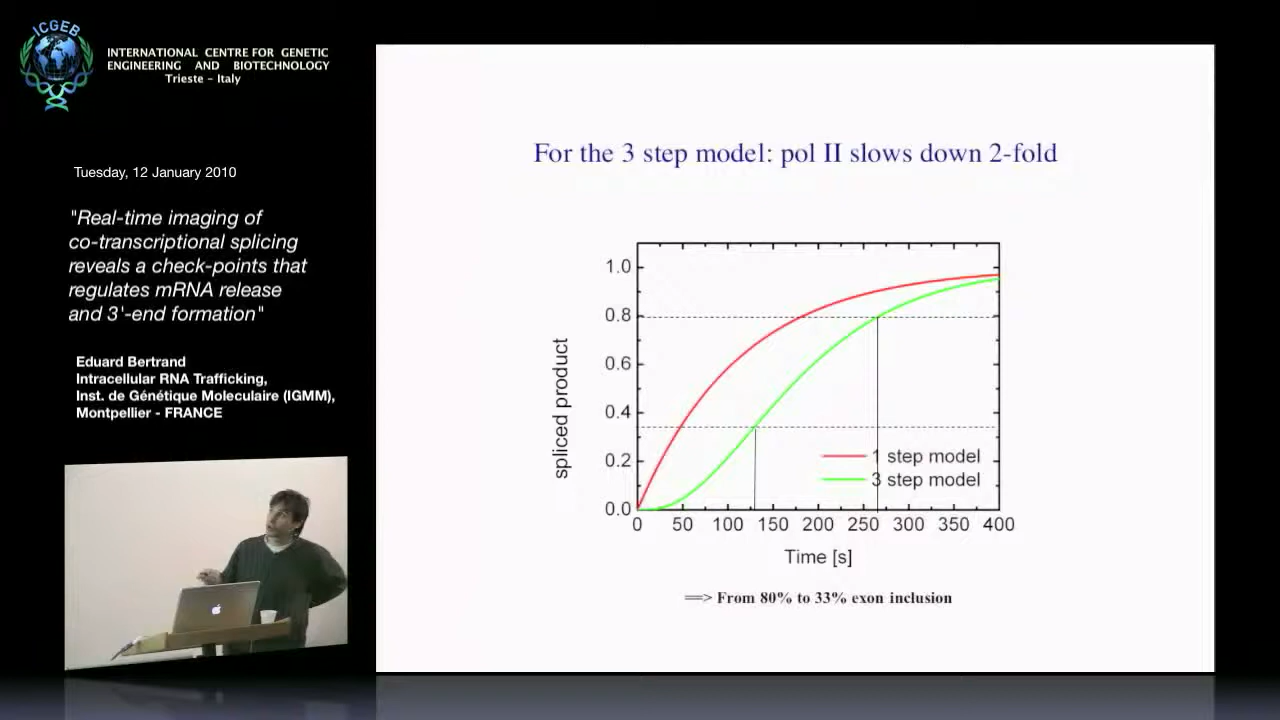 ICGEB
INTERNATIONAL CENTRE FOR GENETIC
ENGINEERING AND BIOTECHNOLOGY
Trieste - Italy
Tuesday, 12 January 2010
"Real-time imaging of
co-transcriptional splicing
reveals a check-points that
regulates mRNA release
and 3'-end formation"
Eduard Bertrand
Intracellular RNA Trafficking,
Inst. de Génétique Moleculaire (IGMM),
Montpellier - FRANCE
For the 3 step model: pol II slows down 2-fold
spliced product
1.0
0.8
0.6
0.4
0.2
0.0
1 step model
3 step model
0 50 100 150 200 250 300 350 400
Time [s]
==> From 80% to 33% exon inclusion